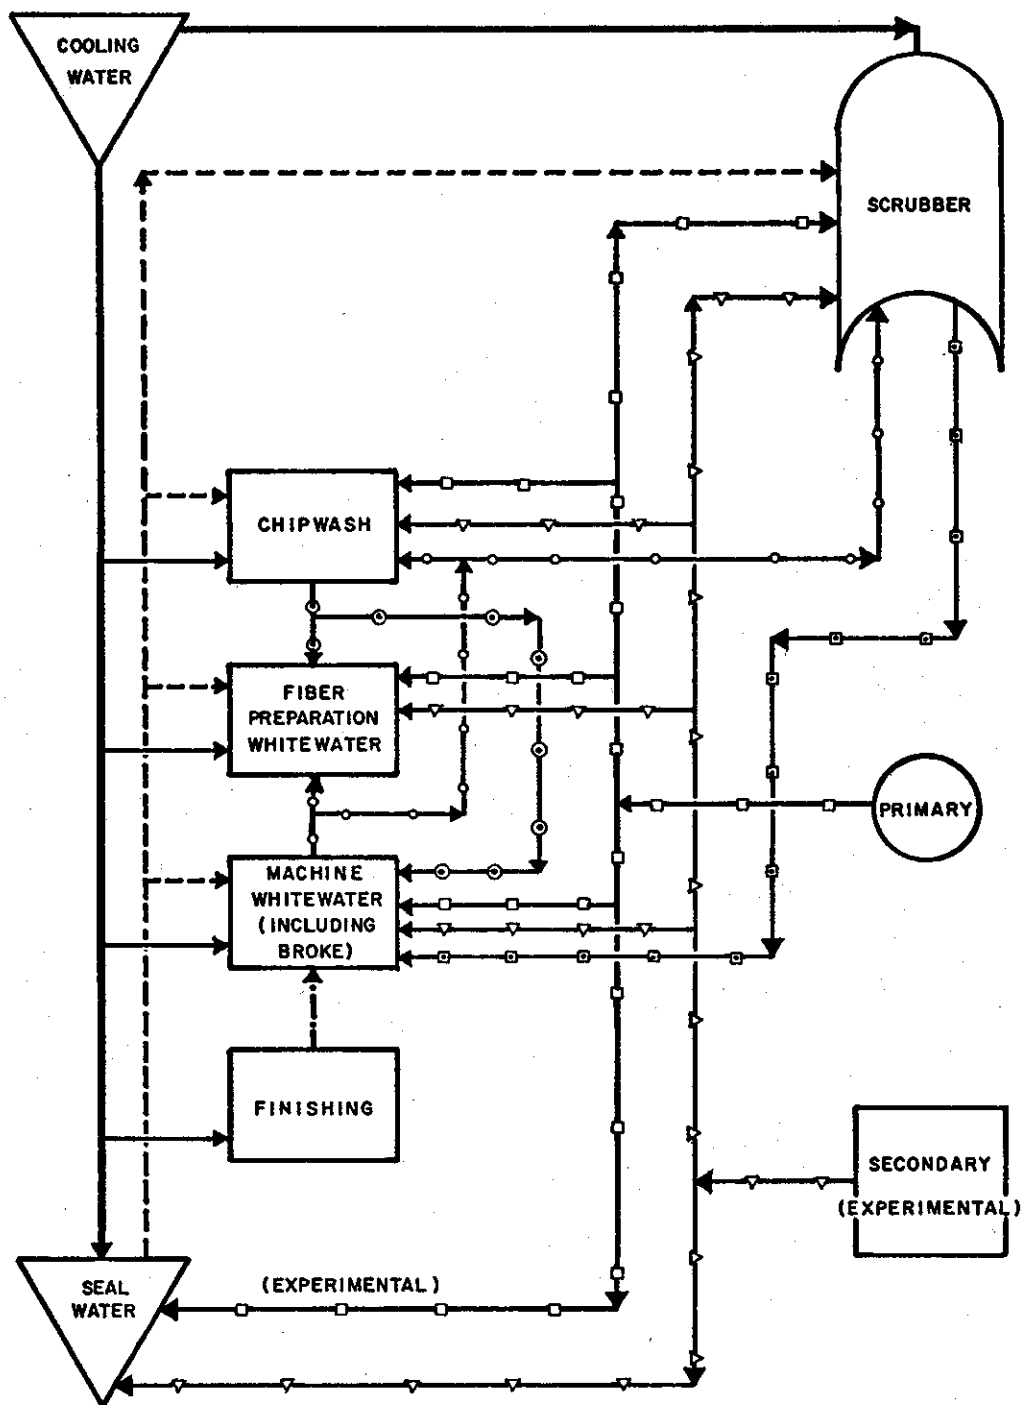 COOLING
WATER
SCRUBBER
CHIPWASH
FIBER
PREPARATION
WHITEWATER
PRIMARY
MACHINE
WHITEWATER
(INCLUDING
BROKE)
FINISHING
SECONDARY
(EXPERIMENTAL)
SEAL
WATER
(EXPERIMENTAL)